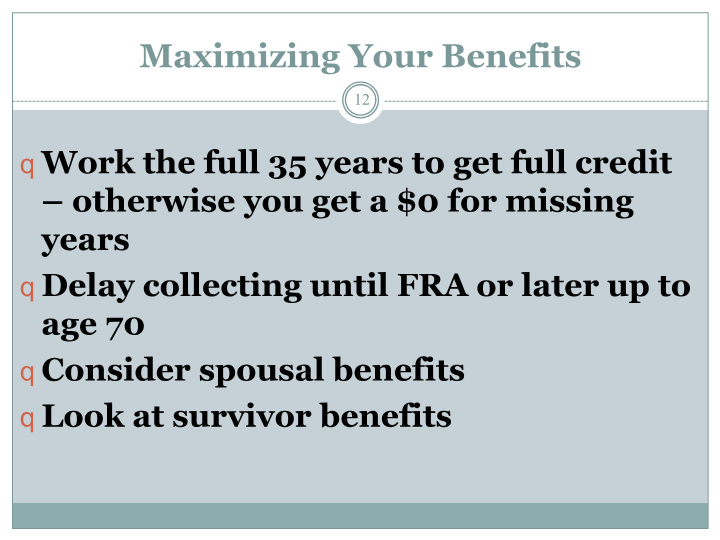 Maximizing Your Benefits
12
q Work the full 35 years to get full credit
– otherwise you get a $0 for missing
years
q Delay collecting until FRA or later up to
age 70
q Consider spousal benefits
q Look at survivor benefits